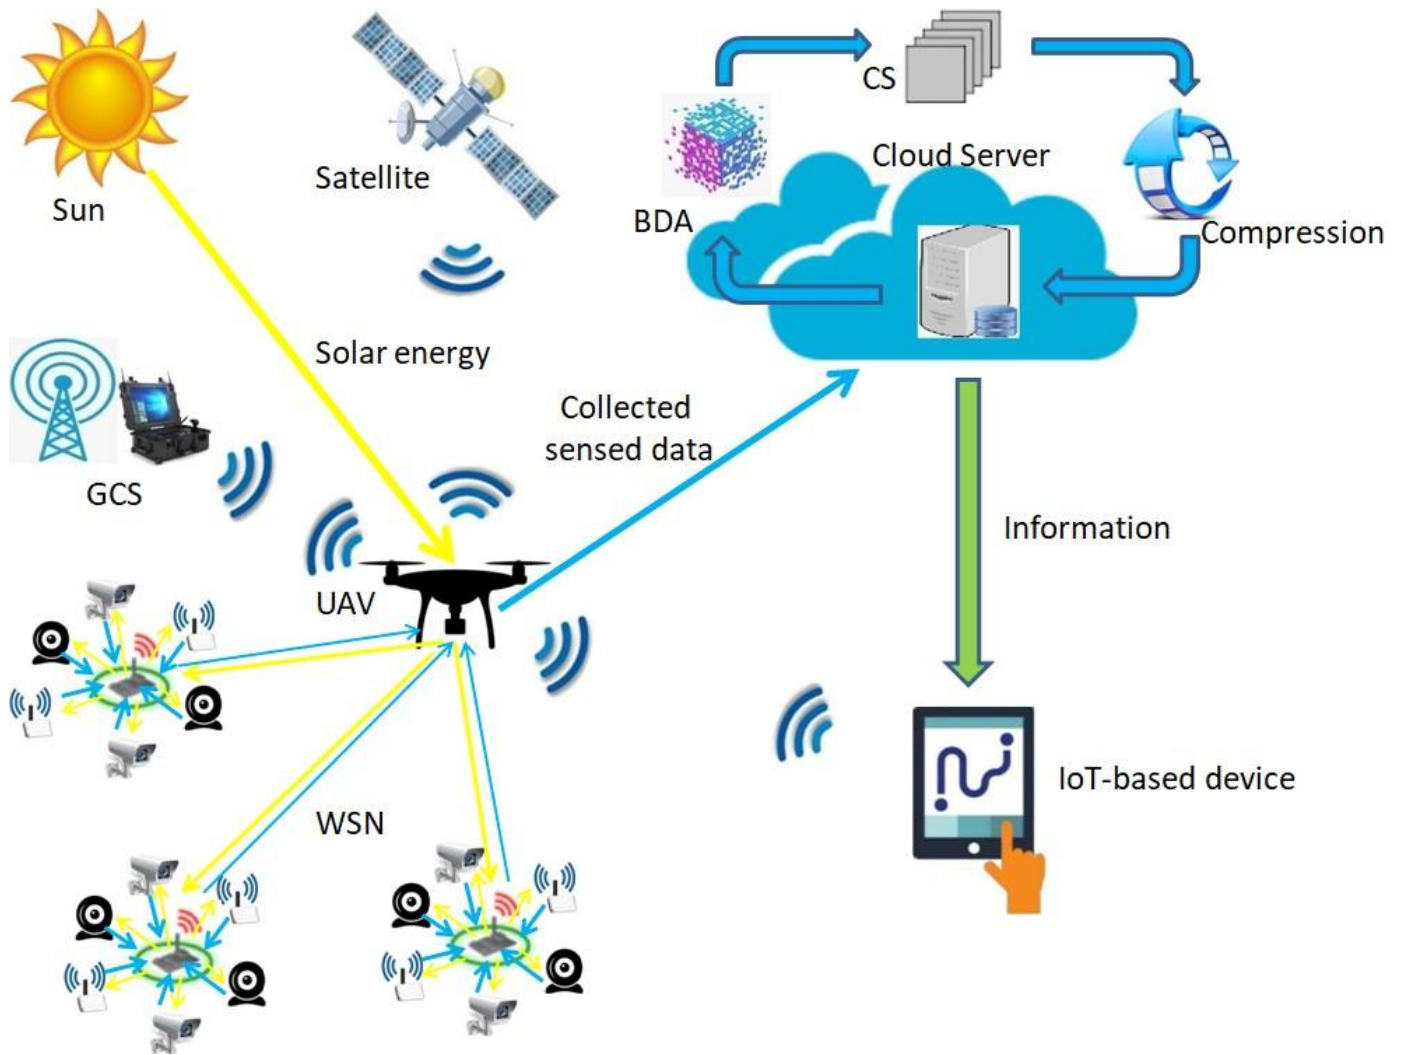 CS
Cloud Server
Satellite
Sun
BDA
Compression
Solar energy
Collected
sensed data
GCS
Information
UAV
IoT-based device
WSN